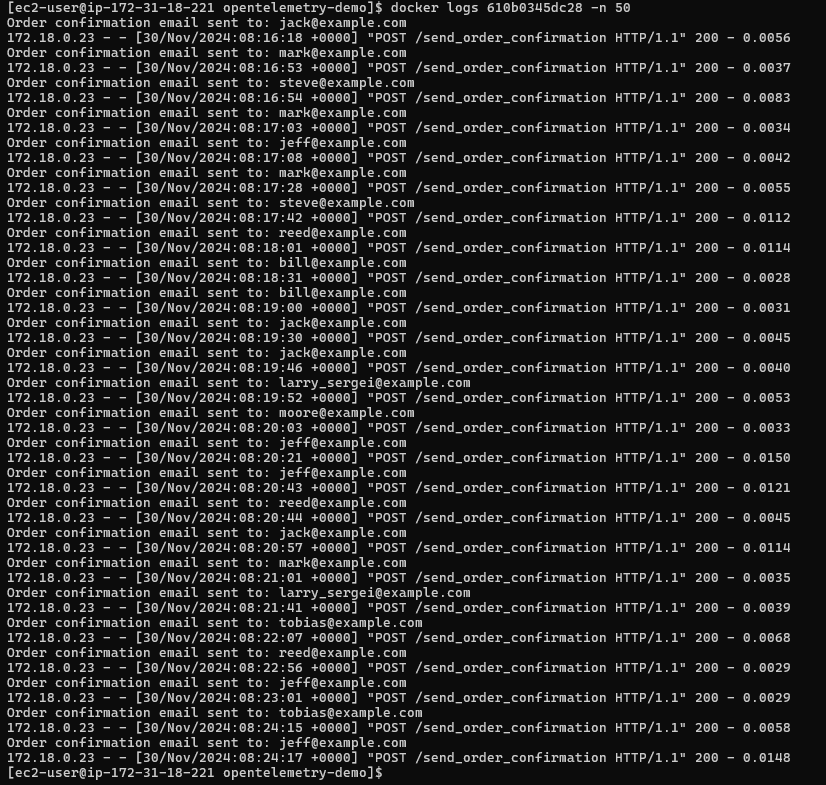 [ec2-user@ip-172-31-18-221 opentelemetry-demo]$ docker logs 610b0345dc28 -n 50
Order confirmation email sent to: jack@example.com
172.18.0.23 - - [30/Nov/2024:08:16:18 +0000] "POST /send_order_confirmation HTTP/1.1" 200 - 0.0056
Order confirmation email sent to: mark@example.com
172.18.0.23 - - [30/Nov/2024:08:16:53 +0000] "POST /send_order_confirmation HTTP/1.1" 200 - 0.0037
Order confirmation email sent to: steve@example.com
172.18.0.23 - - [30/Nov/2024:08:16:54 +0000] "POST /send_order_confirmation HTTP/1.1" 200 - 0.0083
Order confirmation email sent to: mark@example.com
172.18.0.23 - - [30/Nov/2024:08:17:03 +0000] "POST /send_order_confirmation HTTP/1.1" 200 - 0.0034
Order confirmation email sent to: jeff@example.com
172.18.0.23 - - [30/Nov/2024:08:17:08 +0000] "POST /send_order_confirmation HTTP/1.1" 200 - 0.0042
Order confirmation email sent to: mark@example.com
172.18.0.23 - - [30/Nov/2024:08:17:28 +0000] "POST /send_order_confirmation HTTP/1.1" 200 - 0.0055
Order confirmation email sent to: steve@example.com
172.18.0.23 - - [30/Nov/2024:08:17:42 +0000] "POST /send_order_confirmation HTTP/1.1" 200 - 0.0112
Order confirmation email sent to: reed@example.com
172.18.0.23 - - [30/Nov/2024:08:18:01 +0000] "POST /send_order_confirmation HTTP/1.1" 200 - 0.0114
Order confirmation email sent to: bill@example.com
172.18.0.23 - - [30/Nov/2024:08:18:31 +0000] "POST /send_order_confirmation HTTP/1.1" 200 - 0.0028
Order confirmation email sent to: bill@example.com
172.18.0.23 - - [30/Nov/2024:08:19:00 +0000] "POST /send_order_confirmation HTTP/1.1" 200 - 0.0031
Order confirmation email sent to: jack@example.com
172.18.0.23 - - [30/Nov/2024:08:19:30 +0000] "POST /send_order_confirmation HTTP/1.1" 200 - 0.0045
Order confirmation email sent to: jack@example.com
172.18.0.23 - - [30/Nov/2024:08:19:46 +0000] "POST /send_order_confirmation HTTP/1.1" 200 - 0.0040
Order confirmation email sent to: larry_sergei@example.com
172.18.0.23 - - [30/Nov/2024:08:19:52 +0000] "POST /send_order_confirmation HTTP/1.1" 200 - 0.0053
Order confirmation email sent to: moore@example.com
172.18.0.23 - - [30/Nov/2024:08:20:03 +0000] "POST /send_order_confirmation HTTP/1.1" 200 - 0.0033
Order confirmation email sent to: jeff@example.com
172.18.0.23 - - [30/Nov/2024:08:20:21 +0000] "POST /send_order_confirmation HTTP/1.1" 200 - 0.0150
Order confirmation email sent to: jeff@example.com
172.18.0.23 - - [30/Nov/2024:08:20:43 +0000] "POST /send_order_confirmation HTTP/1.1" 200 - 0.0121
Order confirmation email sent to: reed@example.com
172.18.0.23 - - [30/Nov/2024:08:20:44 +0000] "POST /send_order_confirmation HTTP/1.1" 200 - 0.0045
Order confirmation email sent to: jack@example.com
172.18.0.23 - - [30/Nov/2024:08:20:57 +0000] "POST /send_order_confirmation HTTP/1.1" 200 - 0.0114
Order confirmation email sent to: mark@example.com
172.18.0.23 - - [30/Nov/2024:08:21:01 +0000] "POST /send_order_confirmation HTTP/1.1" 200 - 0.0035
Order confirmation email sent to: larry_sergei@example.com
172.18.0.23 - - [30/Nov/2024:08:21:41 +0000] "POST /send_order_confirmation HTTP/1.1" 200 - 0.0039
Order confirmation email sent to: tobias@example.com
172.18.0.23 - - [30/Nov/2024:08:22:07 +0000] "POST /send_order_confirmation HTTP/1.1" 200 - 0.0068
Order confirmation email sent to: reed@example.com
172.18.0.23 - - [30/Nov/2024:08:22:56 +0000] "POST /send_order_confirmation HTTP/1.1" 200 - 0.0029
Order confirmation email sent to: jeff@example.com
172.18.0.23 - - [30/Nov/2024:08:23:01 +0000] "POST /send_order_confirmation HTTP/1.1" 200 - 0.0029
Order confirmation email sent to: tobias@example.com
172.18.0.23 - - [30/Nov/2024:08:24:15 +0000] "POST /send_order_confirmation HTTP/1.1" 200 - 0.0058
Order confirmation email sent to: jeff@example.com
172.18.0.23 - - [30/Nov/2024:08:24:17 +0000] "POST /send_order_confirmation HTTP/1.1" 200 - 0.0148
[ec2-user@ip-172-31-18-221 opentelemetry-demo]$